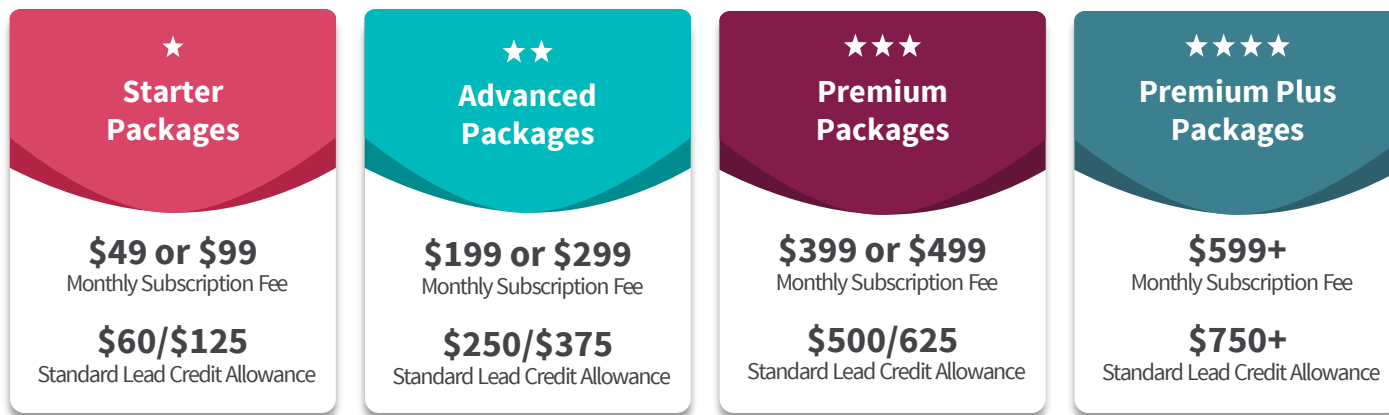 Starter
Packages
$49 or $99
Monthly Subscription Fee
$60/$125
Standard Lead Credit Allowance
Advanced
Packages
$199 or $299
Monthly Subscription Fee
$250/$375
Standard Lead Credit Allowance
Premium
Packages
$399 or $499
Monthly Subscription Fee
$500/625
Standard Lead Credit Allowance
Premium Plus
Packages
$599+
Monthly Subscription Fee
$750+
Standard Lead Credit Allowance